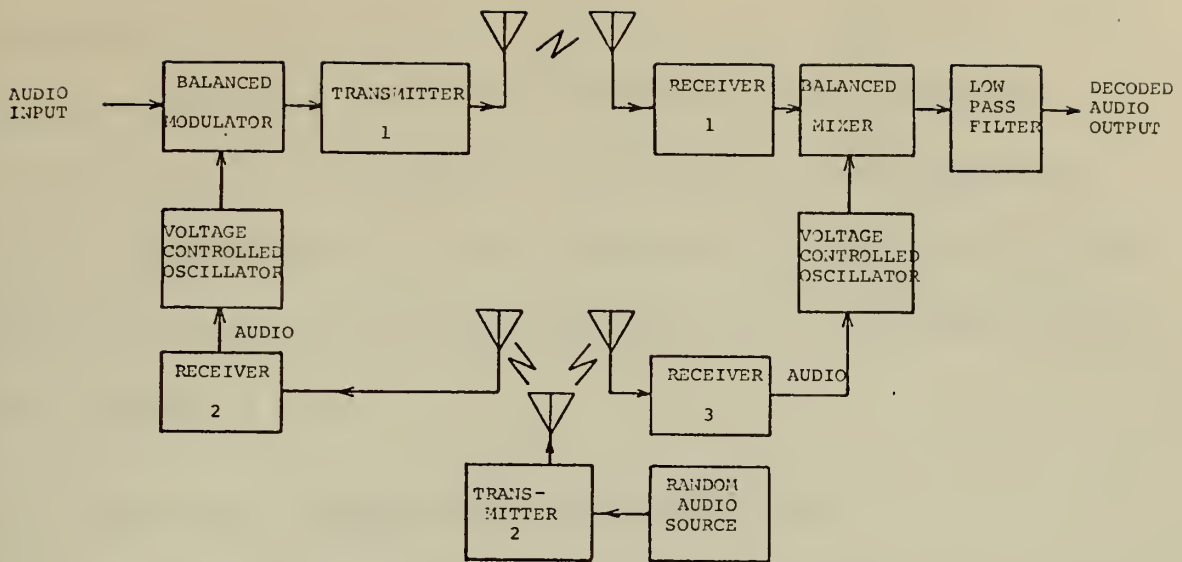 AUDIO
INPUT
BALANCED
MODULATOR
TRANSMITTER
1
RECEIVER
1
BALANCED
MIXER
LOW
PASS
FILTER
DECODED
AUDIO
OUTPUT
VOLTAGE
CONTROLLED
OSCILLATOR
VOLTAGE
CONTROLLED
OSCILLATOR
AUDIO
RECEIVER
2
RECEIVER
3
AUDIO
TRANS-
MITTER
2
RANDOM
AUDIO
SOURCE